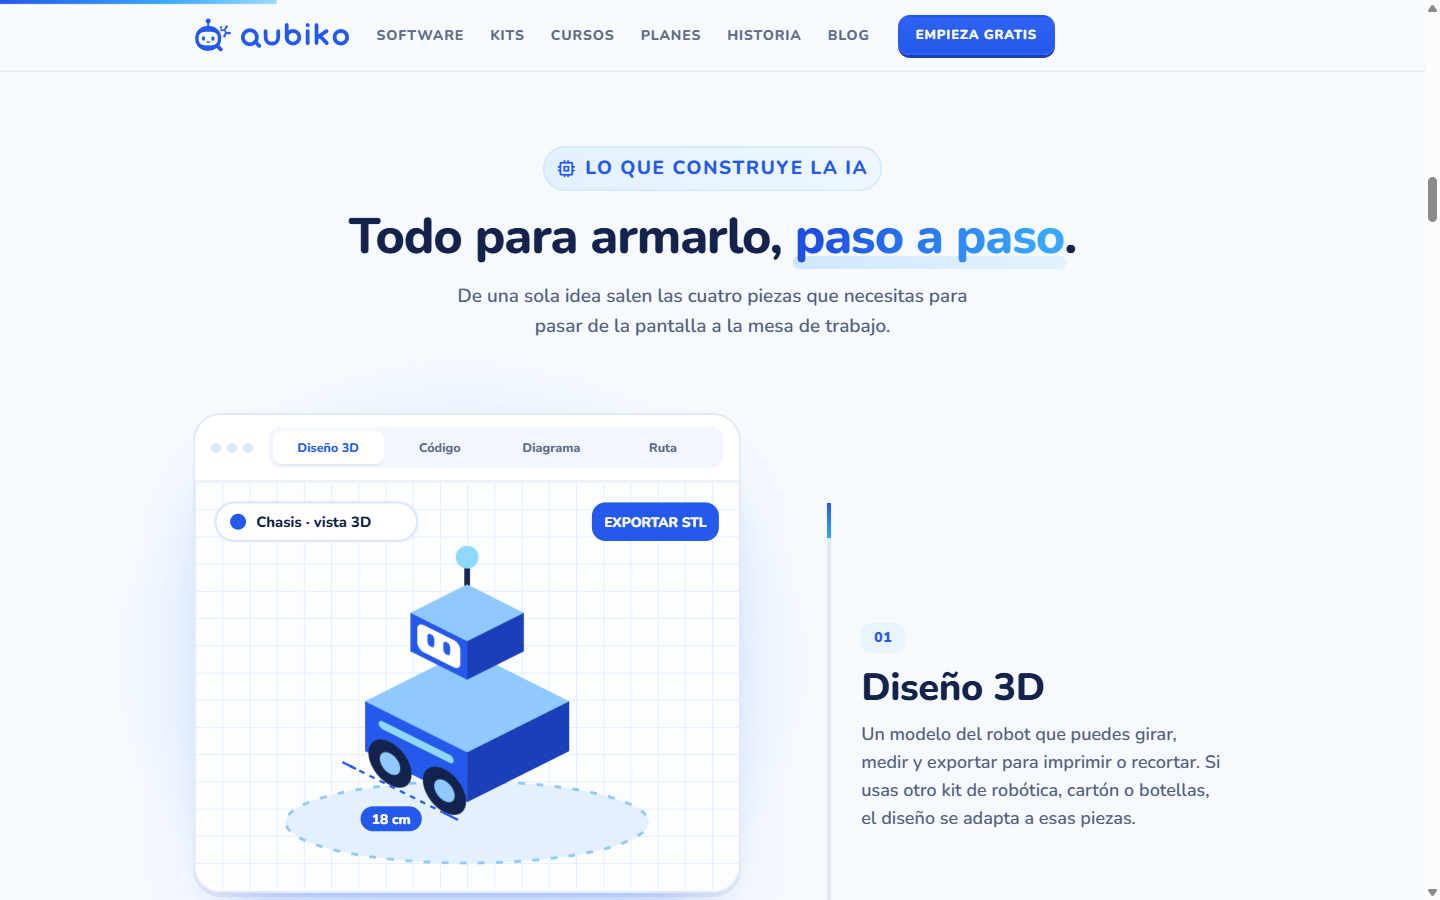 qubiko
SOFTWARE KITS CURSOS PLANES HISTORIA BLOG EMPIEZA GRATIS
LO QUE CONSTRUYE LA IA
Todo para armarlo, paso a paso.
De una sola idea salen las cuatro piezas que necesitas para
pasar de la pantalla a la mesa de trabajo.
Diseño 3D Código Diagrama Ruta
Chasis · vista 3D
EXPORTAR STL
18 cm
01
Diseño 3D
Un modelo del robot que puedes girar,
medir y exportar para imprimir o recortar. Si
usas otro kit de robótica, cartón o botellas,
el diseño se adapta a esas piezas.